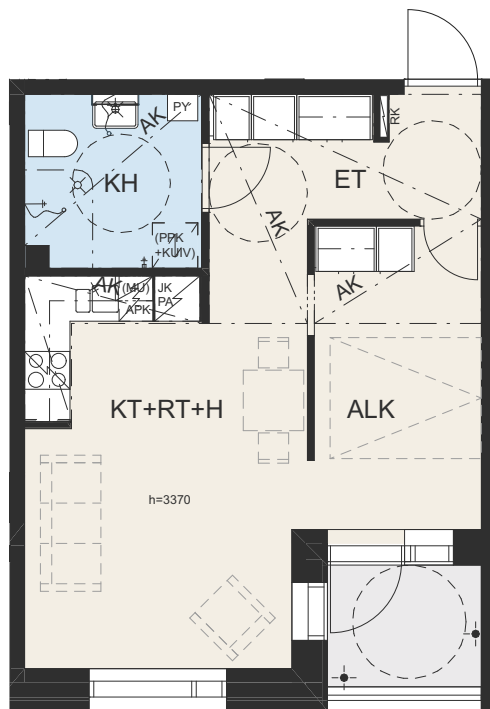 PY
AK
RK
KH
ET
AK
(PPK
+KUIV)
AK
AK
(MU)
APK
JK
PA
KT+RT+H
ALK
h=3370